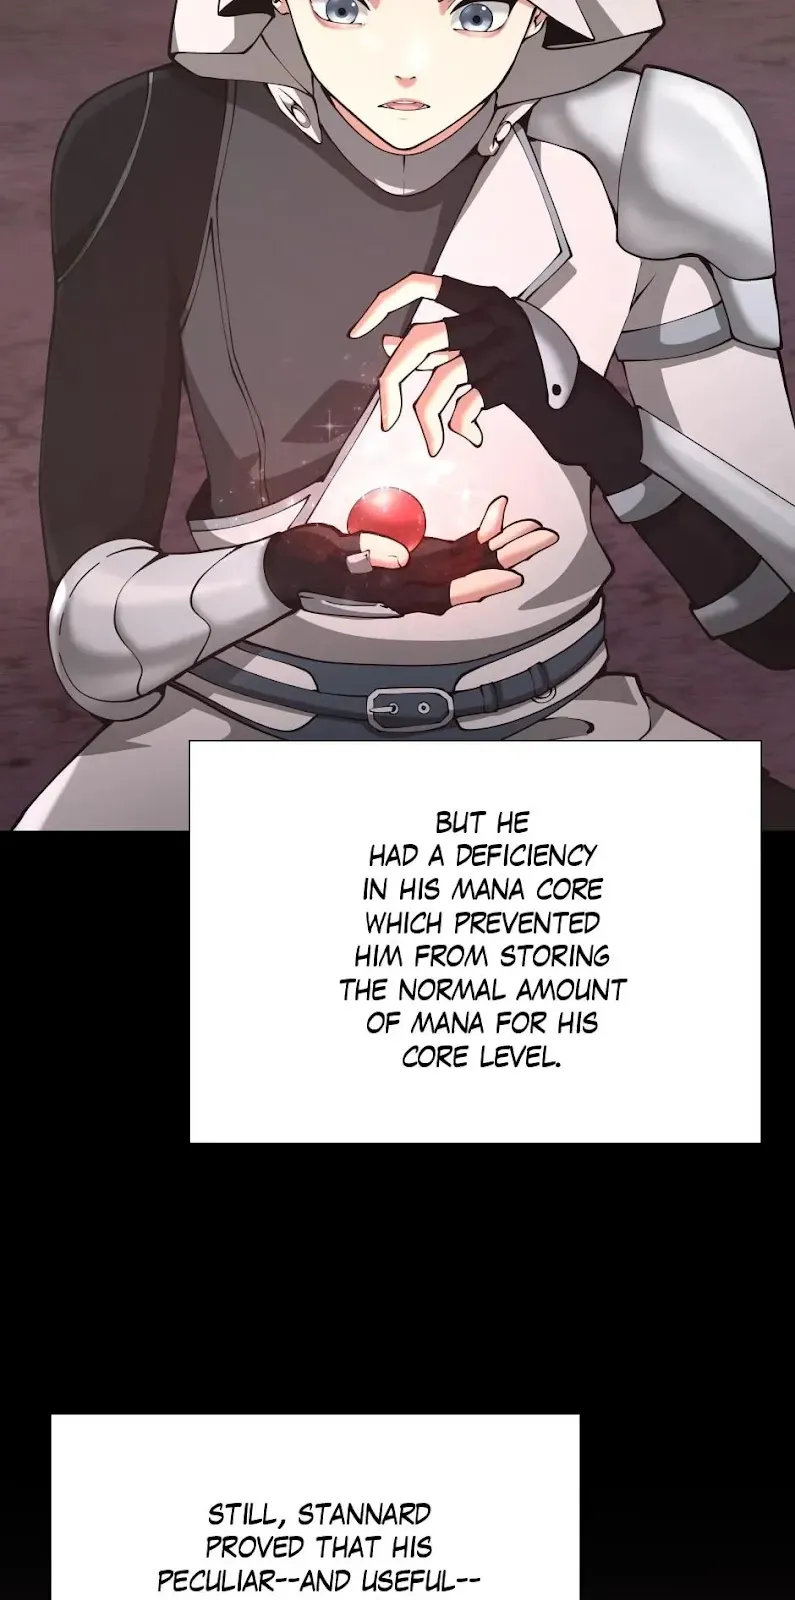 BUT HE
HAD A DEFICIENCY
IN HIS MANA CORE
WHICH PREVENTED
HIM FROM STORING
THE NORMAL AMOUNT
OF MANA FOR HIS
CORE LEVEL.
STILL, STANNARD
PROVED THAT HIS
PECULIAR--AND USEFUL--